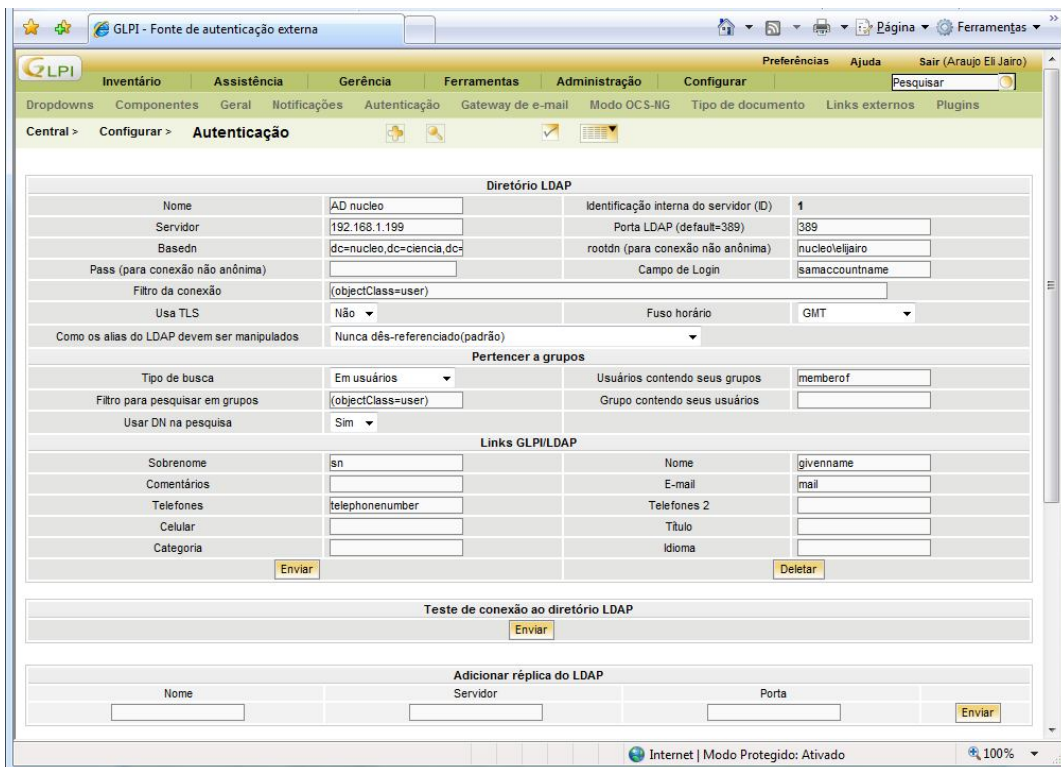 GLPI - Fonte de autenticação externa
Página Ferramentas
GLPI
Preferências Ajuda Sair (Araujo Eli Jairo)
Inventário Assistência Gerência Ferramentas Administração Configurar Pesquisar
Dropdowns Componentes Geral Notificações Autenticação Gateway de e-mail Modo OCS-NG Tipo de documento Links externos Plugins
Central > Configurar > Autenticação
Diretório LDAP
Nome AD nucleo Identificação interna do servidor (ID) 1
Servidor 192.168.1.199 Porta LDAP (default=389) 389
Basedn dc=nucleo,dc=ciencia,dc= rootdn (para conexão não anônima) nucleo\elijairo
Pass (para conexão não anônima) Campo de Login samaccountname
Filtro da conexão (objectClass=user)
Usa TLS Não Fuso horário GMT
Como os alias do LDAP devem ser manipulados Nunca dês-referenciado(padrão)
Pertencer a grupos
Tipo de busca Em usuários Usuários contendo seus grupos memberof
Filtro para pesquisar em grupos (objectClass=user) Grupo contendo seus usuários
Usar DN na pesquisa Sim
Links GLPI/LDAP
Sobrenome sn Nome givenname
Comentários E-mail mail
Telefones telephonenumber Telefones 2
Celular Título
Categoria Idioma
Enviar Deletar
Teste de conexão ao diretório LDAP
Enviar
Adicionar réplica do LDAP
Nome Servidor Porta
Enviar
Internet | Modo Protegido: Ativado 100%